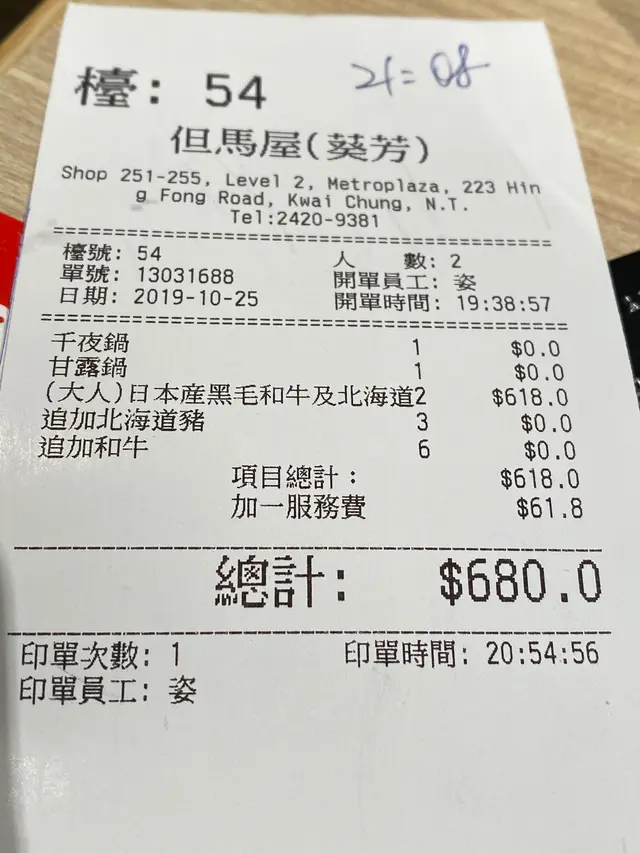 檯: 54
21:08
但馬屋(葵芳)
Shop 251-255, Level 2, Metroplaza, 223 Hin
g Fong Road, Kwai Chung, N.T.
Tel:2420-9381
檯號: 54 人 數: 2
單號: 13031688 開單員工: 姿
日期: 2019-10-25 開單時間: 19:38:57
千夜鍋 1 $0.0
甘露鍋 1 $0.0
(大人)日本産黑毛和牛及北海道2 $618.0
追加北海道豬 3 $0.0
追加和牛 6 $0.0
項目總計: $618.0
加一服務費 $61.8
總計: $680.0
印單次數: 1 印單時間: 20:54:56
印單員工: 姿